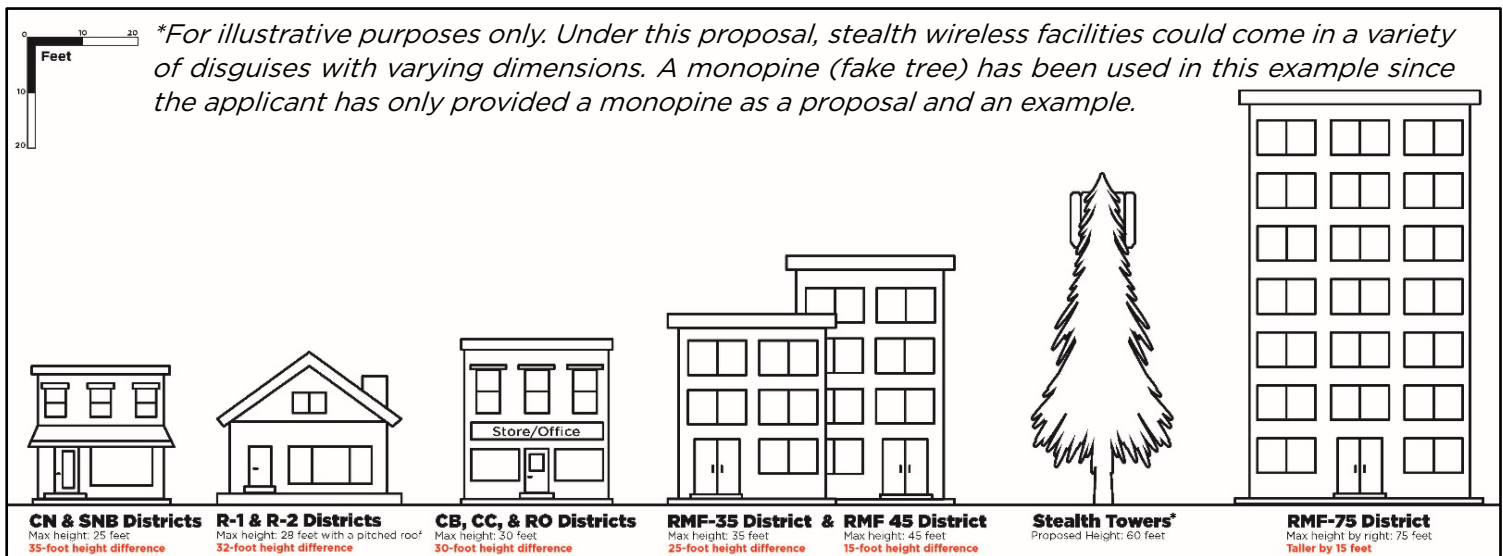 *For illustrative purposes only. Under this proposal, stealth wireless facilities could come in a variety
of disguises with varying dimensions. A monopine (fake tree) has been used in this example since
the applicant has only provided a monopine as a proposal and an example.
0 10 20
Feet
10
20
Store/Office
CN & SNB Districts
Max height: 25 feet
35-foot height difference
R-1 & R-2 Districts
Max height: 28 feet with a pitched roof
32-foot height difference
CB, CC, & RO Districts
Max height: 30 feet
30-foot height difference
RMF-35 District & RMF 45 District
Max height: 35 feet Max height: 45 feet
25-foot height difference 15-foot height difference
Stealth Towers*
Proposed Height: 60 feet
RMF-75 District
Max height by right: 75 feet
Taller by 15 feet